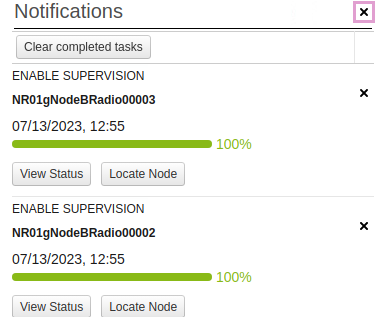 Notifications
Clear completed tasks
ENABLE SUPERVISION
NR01gNodeBRadio00003
07/13/2023, 12:55
100%
View Status Locate Node
ENABLE SUPERVISION
NR01gNodeBRadio00002
07/13/2023, 12:55
100%
View Status Locate Node